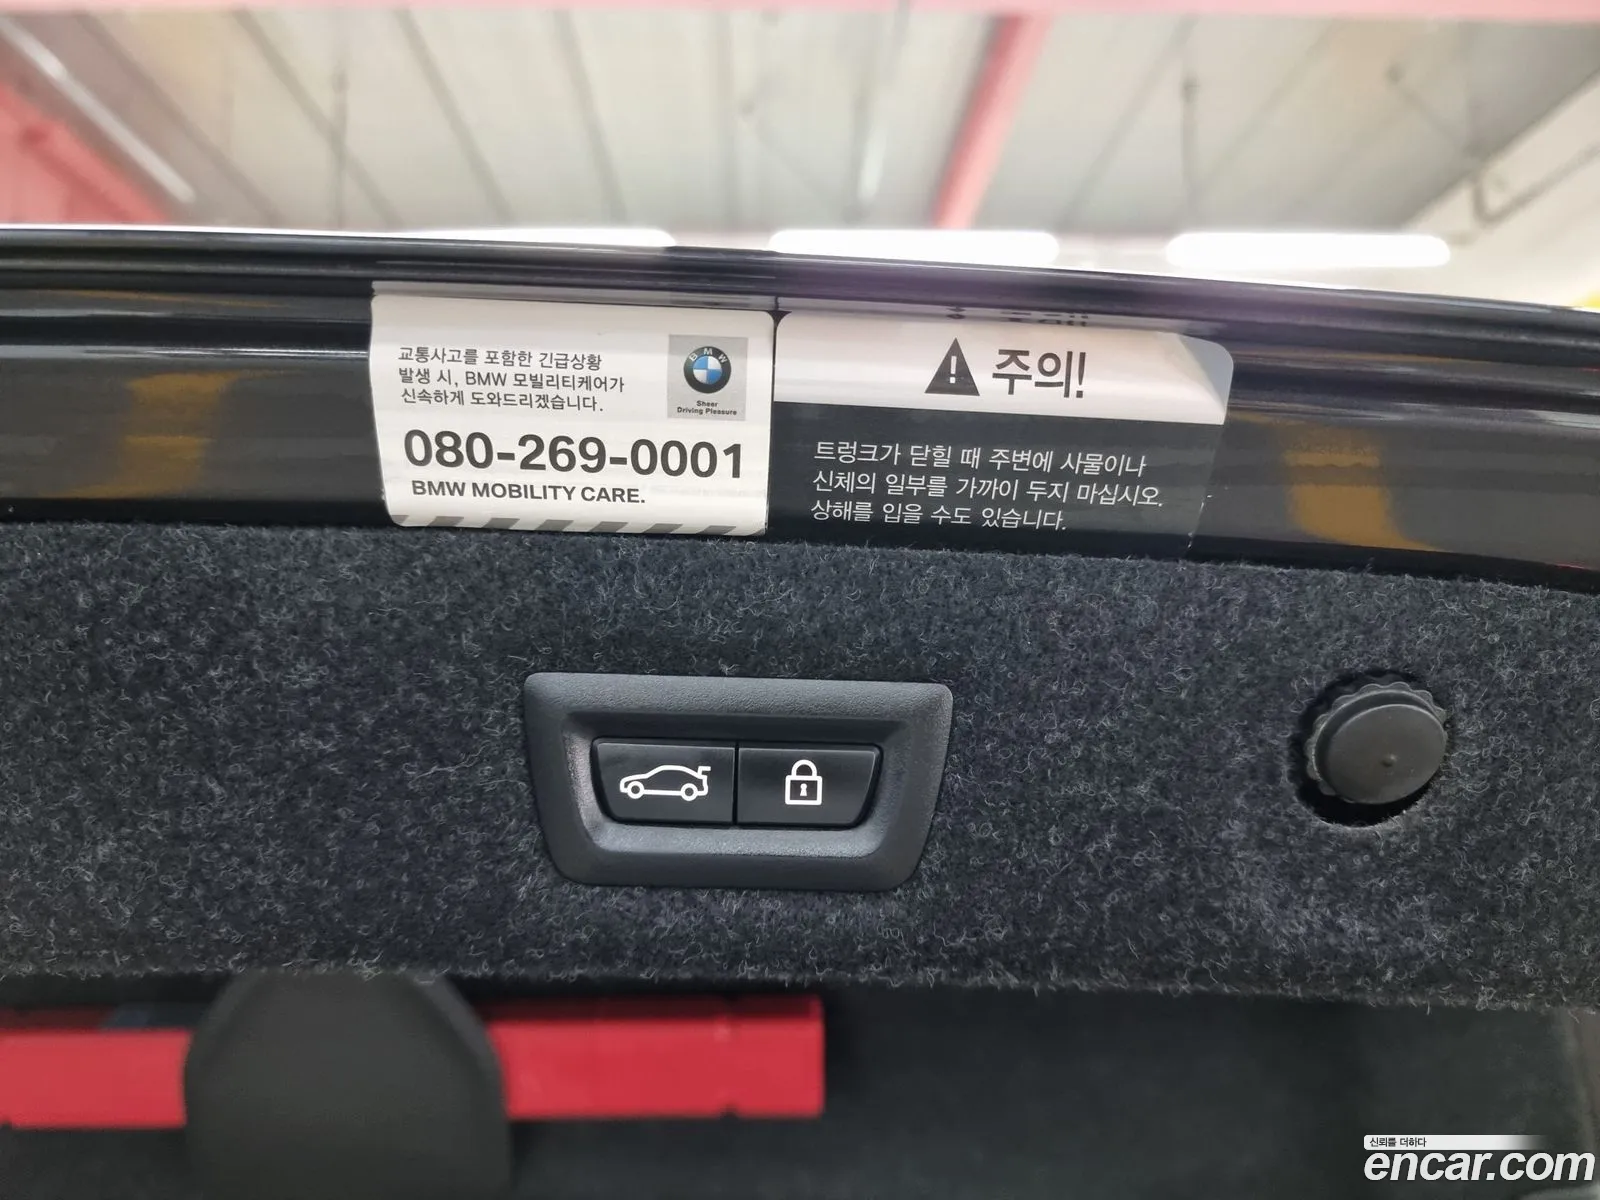 교통사고를 포함한 긴급상황
발생 시, BMW 모빌리티케어가
신속하게 도와드리겠습니다.
BMW
Sheer
Driving Pleasure
080-269-0001
BMW MOBILITY CARE.
주의!
트렁크가 닫힐 때 주변에 사물이나
신체의 일부를 가까이 두지 마십시오.
상해를 입을 수도 있습니다.
신뢰를 더하다
encar.com